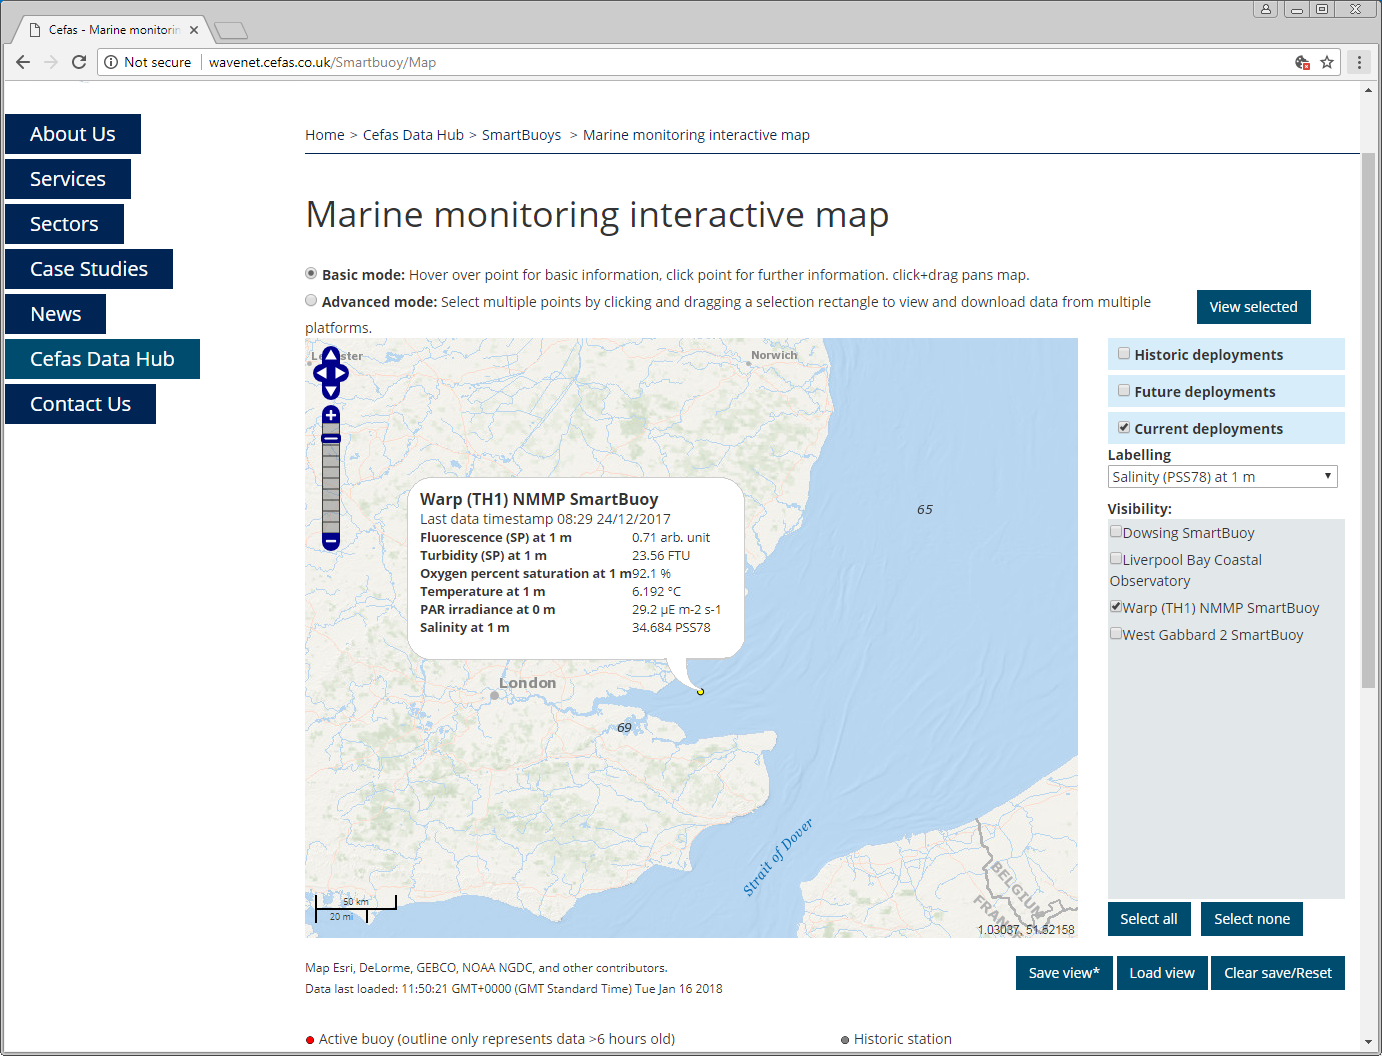 Cefas - Marine monitorin
Not secure
wavenet.cefas.co.uk/Smartbuoy/Map
About Us
Services
Sectors
Case Studies
News
Cefas Data Hub
Contact Us
Home > Cefas Data Hub > SmartBuoys > Marine monitoring interactive map
Marine monitoring interactive map
Basic mode: Hover over point for basic information, click point for further information. click+drag pans map.
Advanced mode: Select multiple points by clicking and dragging a selection rectangle to view and download data from multiple
platforms.
View selected
Norwich
65
Warp (TH1) NMMP SmartBuoy
Last data timestamp 08:29 24/12/2017
Fluorescence (SP) at 1 m 0.71 arb. unit
Turbidity (SP) at 1 m 23.56 FTU
Oxygen percent saturation at 1 m 92.1 %
Temperature at 1 m 6.192 °C
PAR irradiance at 0 m 29.2 µE m-2 s-1
Salinity at 1 m 34.684 PSS78
London
69
Strait of Dover
BELGIUM
FRANCE
50 km
20 mi
1.03037, 51.62158
Historic deployments
Future deployments
Current deployments
Labelling
Salinity (PSS78) at 1 m
Visibility:
Dowsing SmartBuoy
Liverpool Bay Coastal
Observatory
Warp (TH1) NMMP SmartBuoy
West Gabbard 2 SmartBuoy
Select all
Select none
Map Esri, DeLorme, GEBCO, NOAA NGDC, and other contributors.
Data last loaded: 11:50:21 GMT+0000 (GMT Standard Time) Tue Jan 16 2018
Save view*
Load view
Clear save/Reset
Active buoy (outline only represents data >6 hours old)
Historic station